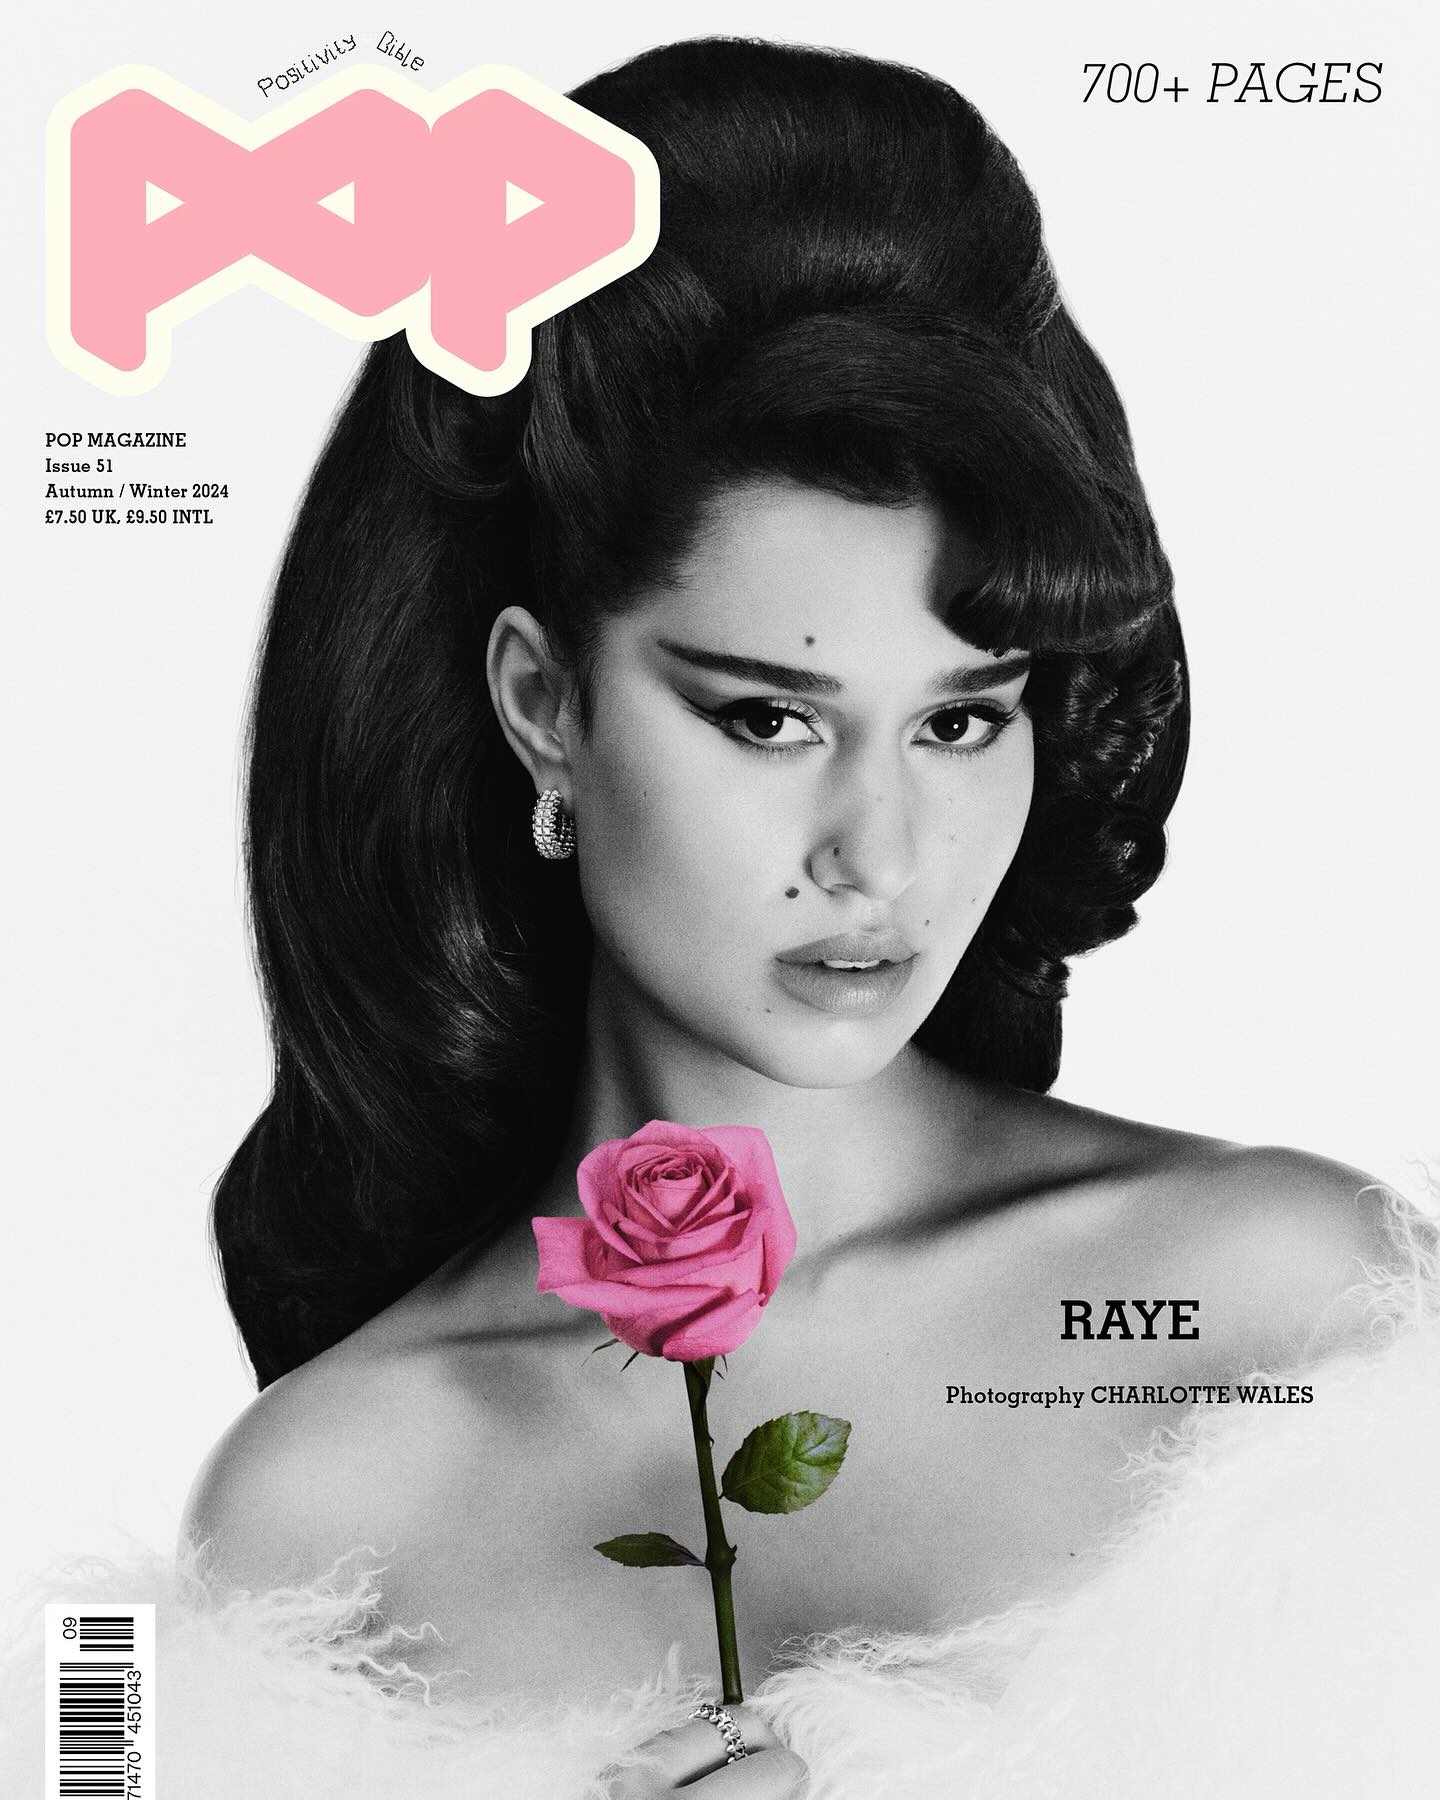 Positivity Bible
POP
700+ PAGES
POP MAGAZINE
Issue 51
Autumn / Winter 2024
£7.50 UK, £9.50 INTL
RAYE
Photography CHARLOTTE WALES
09
71470 451043